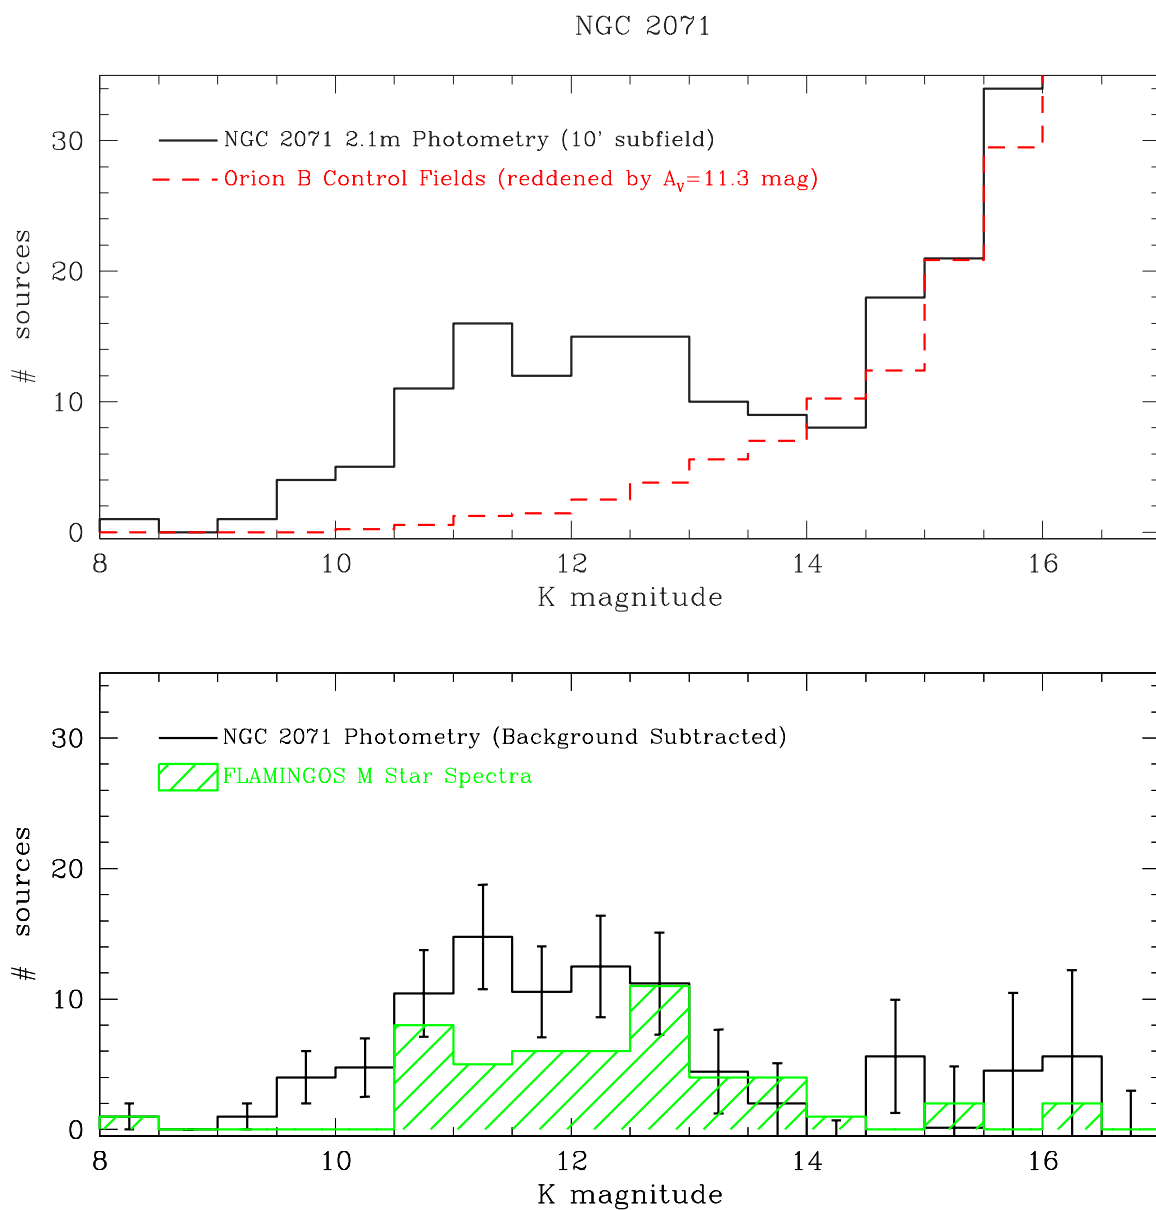 NGC 2071
30
20
10
0
# sources
NGC 2071 2.1m Photometry (10' subfield)
Orion B Control Fields (reddened by A_V=11.3 mag)
8 10 12 14 16
K magnitude
30
20
10
0
# sources
NGC 2071 Photometry (Background Subtracted)
FLAMINGOS M Star Spectra
8 10 12 14 16
K magnitude